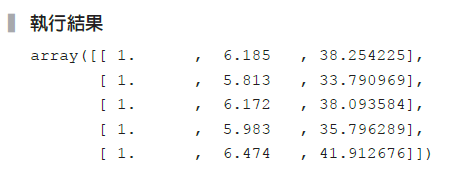 執行結果
array([[ 1.      ,  6.185   , 38.254225],
       [ 1.      ,  5.813   , 33.790969],
       [ 1.      ,  6.172   , 38.093584],
       [ 1.      ,  5.983   , 35.796289],
       [ 1.      ,  6.474   , 41.912676]])